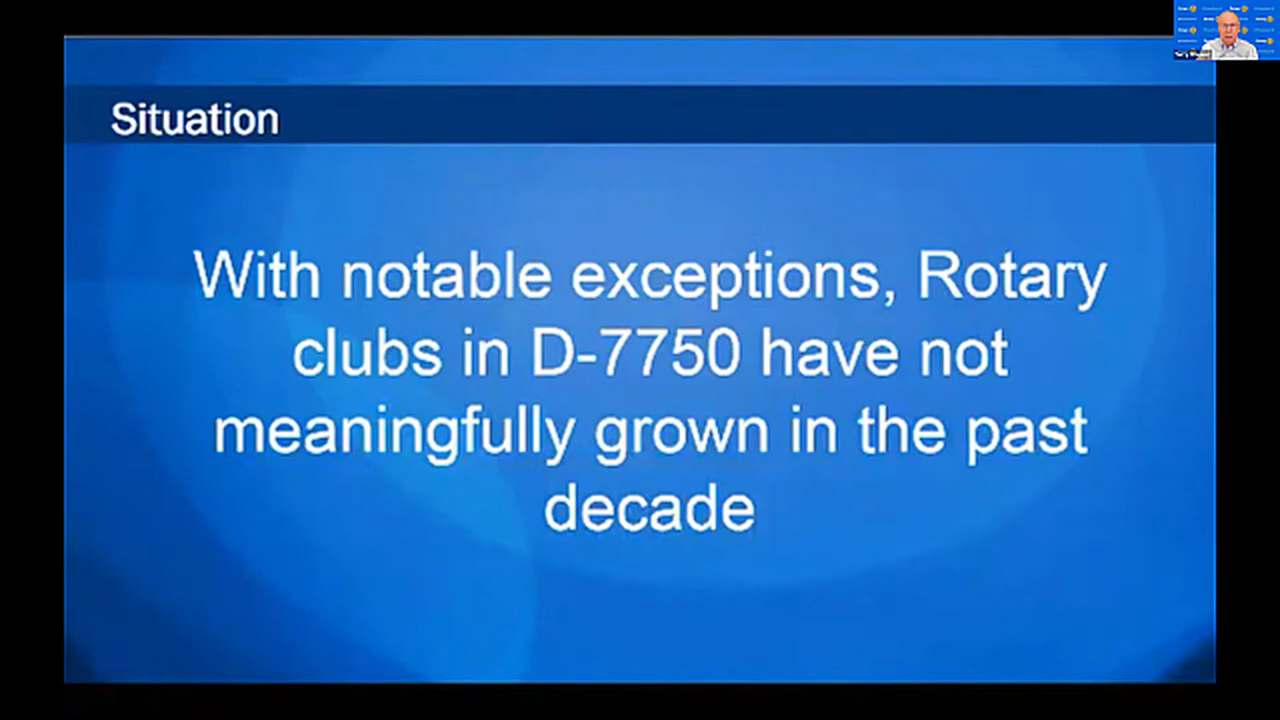 Situation
With notable exceptions, Rotary
clubs in D-7750 have not
meaningfully grown in the past
decade